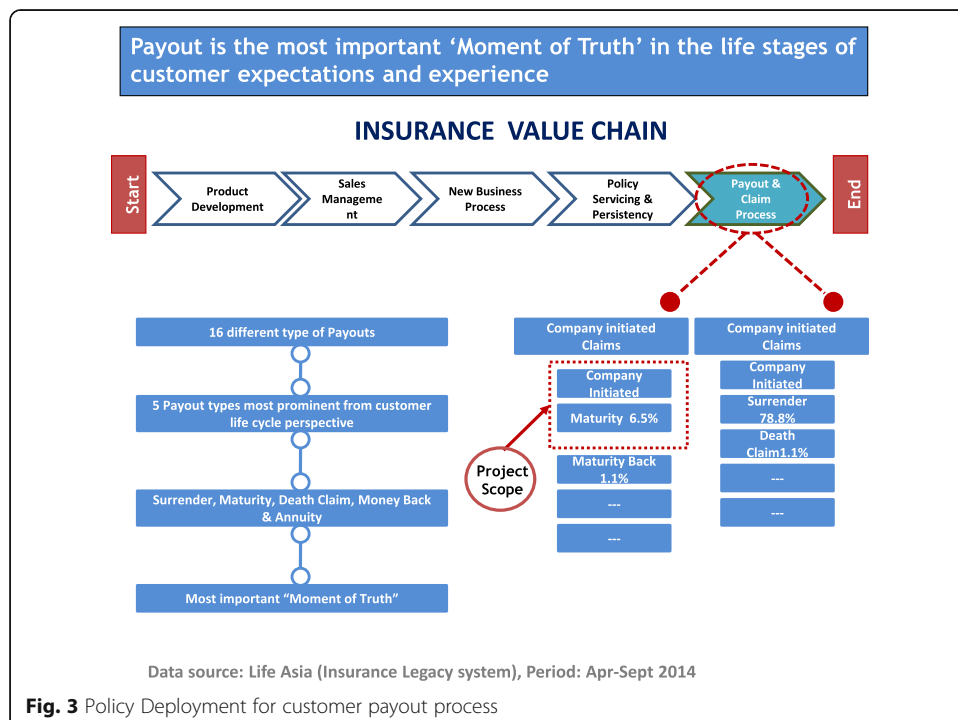 Payout is the most important ‘Moment of Truth’ in the life stages of
customer expectations and experience
INSURANCE VALUE CHAIN
Start
Product
Development
Sales
Manageme
nt
New Business
Process
Policy
Servicing &
Persistency
Payout &
Claim
Process
End
16 different type of Payouts
5 Payout types most prominent from customer
life cycle perspective
Surrender, Maturity, Death Claim, Money Back
& Annuity
Most important “Moment of Truth”
Project
Scope
Company initiated
Claims
Company
Initiated
Maturity 6.5%
Maturity Back
1.1%
---
---
Company initiated
Claims
Company
Initiated
Surrender
78.8%
Death
Claim1.1%
---
---
Data source: Life Asia (Insurance Legacy system), Period: Apr-Sept 2014
Fig. 3 Policy Deployment for customer payout process